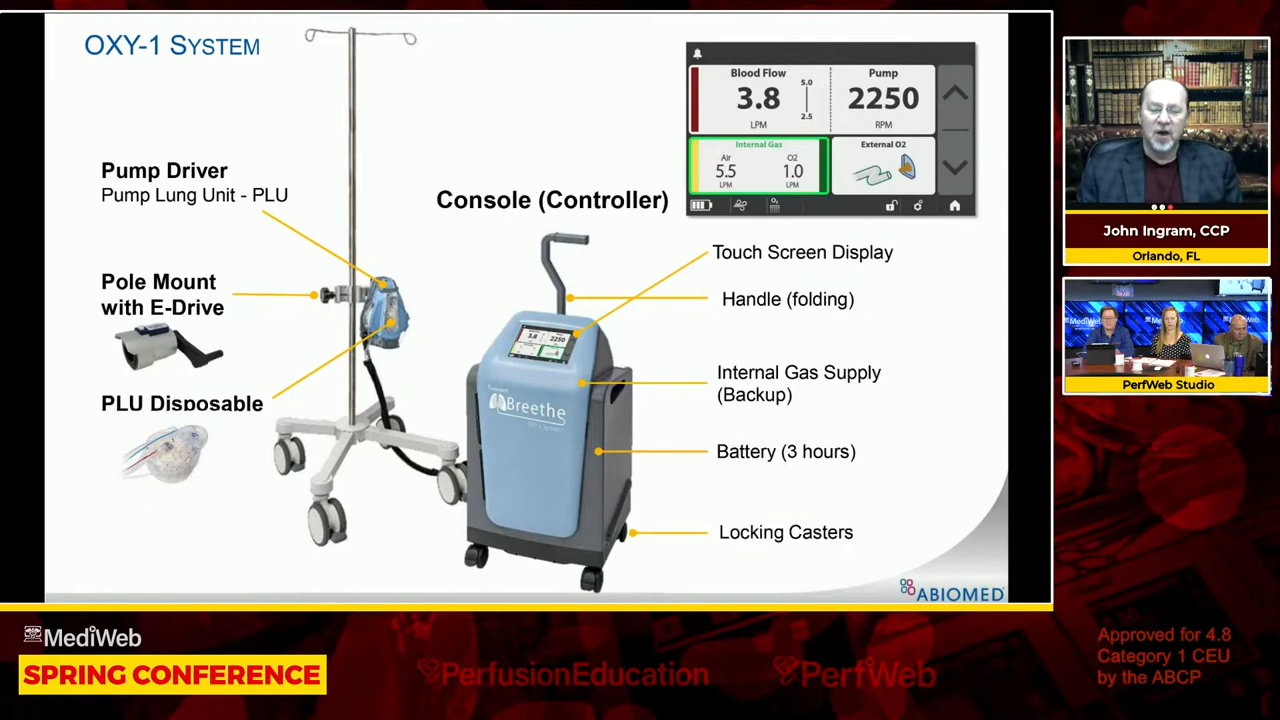 OXY-1 SYSTEM
Pump Driver
Pump Lung Unit - PLU
Pole Mount
with E-Drive
PLU Disposable
Console (Controller)
Blood Flow
3.8
LPM
5.0
2.5
Pump
2250
RPM
Internal Gas
Air
5.5
LPM
O2
1.0
LPM
External O2
Touch Screen Display
Handle (folding)
Internal Gas Supply
(Backup)
Battery (3 hours)
Locking Casters
3.8
2250
Breethe
ABIOMED
John Ingram, CCP
Orlando, FL
MediWeb
PerfWeb Studio
MediWeb
SPRING CONFERENCE
PerfusionEducation
PerfWeb
Approved for 4.8
Category 1 CEU
by the ABCP